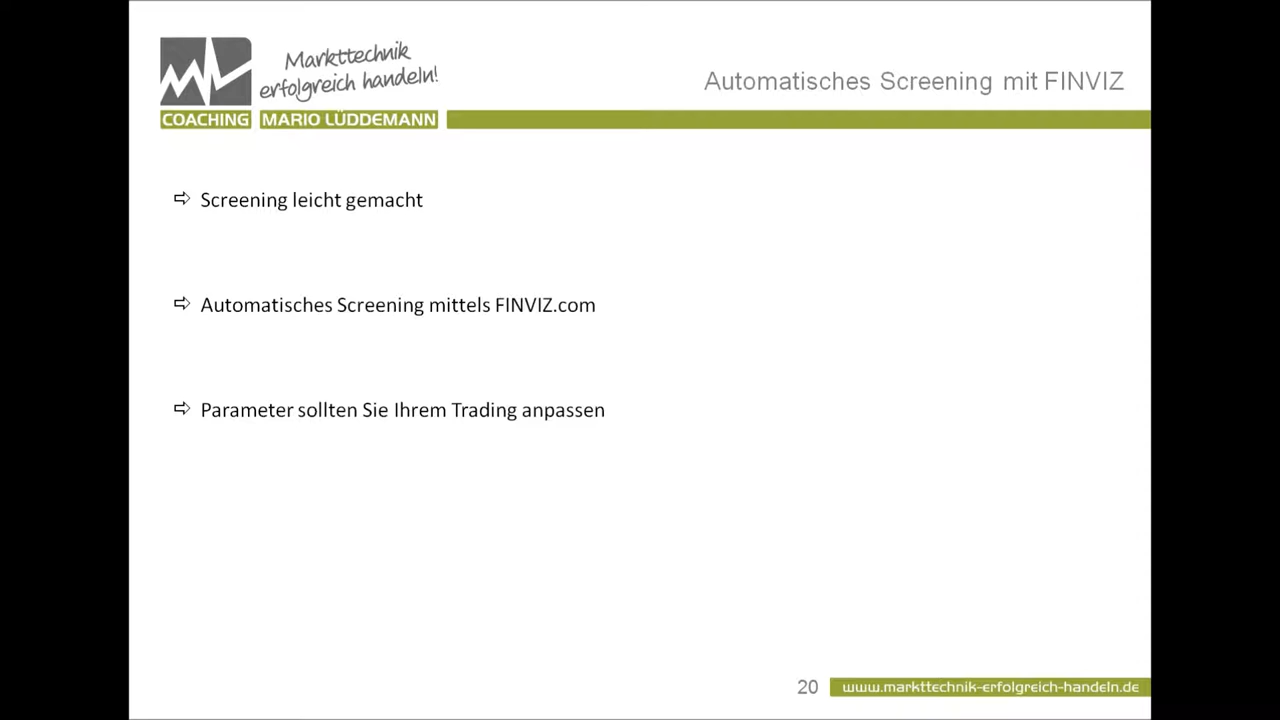 Markttechnik
erfolgreich handeln!
COACHING MARIO LÜDDEMANN
Automatisches Screening mit FINVIZ
⇨ Screening leicht gemacht
⇨ Automatisches Screening mittels FINVIZ.com
⇨ Parameter sollten Sie Ihrem Trading anpassen
20 www.markttechnik-erfolgreich-handeln.de